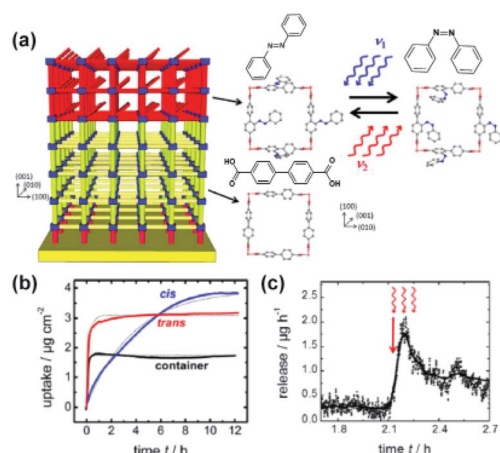 (a)
N=N
ν1
N=N
ν2
HO
O
O
OH
(001)
(010)
(100)
(100)
(001)
(010)
(b)
uptake / µg cm-2
4
3
2
1
0
cis
trans
container
0 2 4 6 8 10 12
time t / h
(c)
release / µg h-1
2.5
2.0
1.5
1.0
0.5
0.0
1.8 2.1 2.4 2.7
time t / h